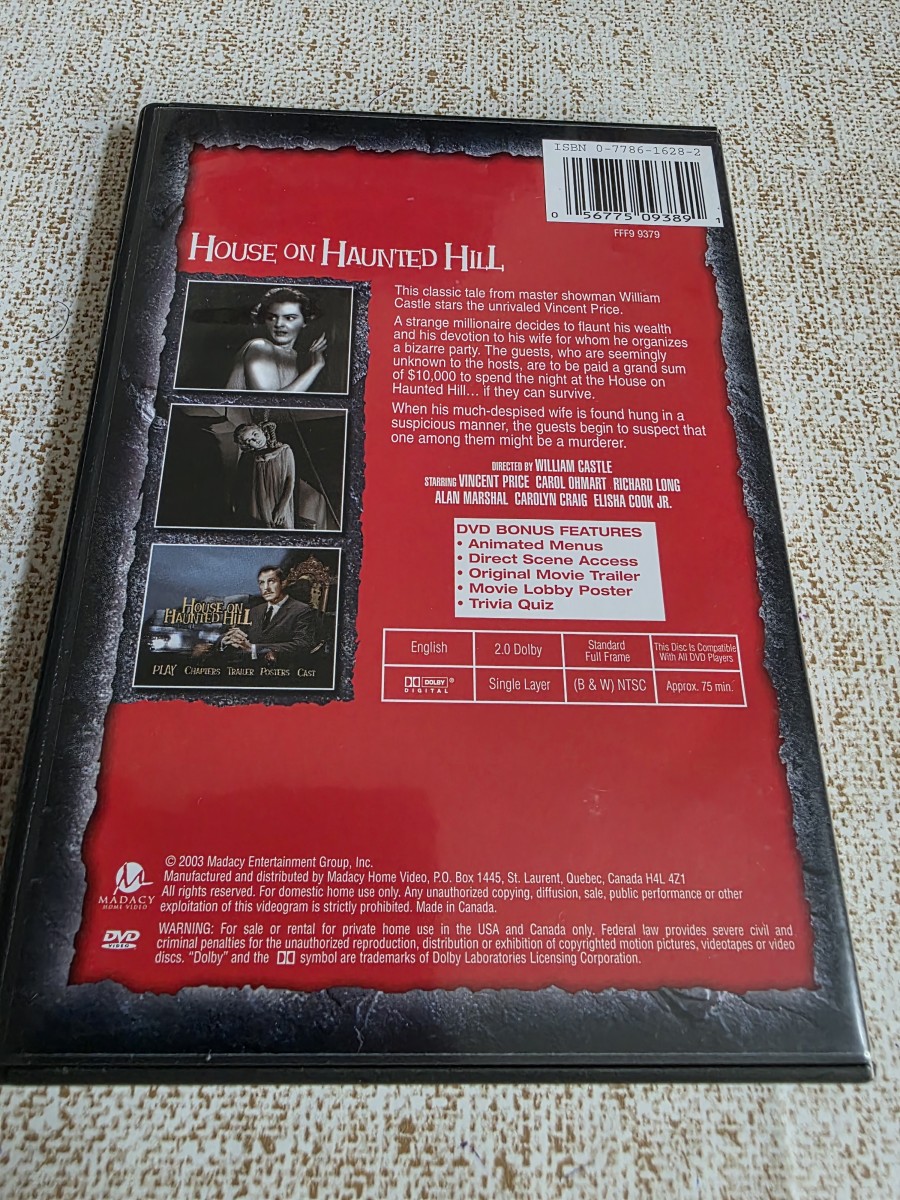 ISBN 0-7786-1628-2
0 56775 09389 1
FFF9 9379
HOUSE ON HAUNTED HILL
This classic tale from master showman William
Castle stars the unrivaled Vincent Price.
A strange millionaire decides to flaunt his wealth
and his devotion to his wife for whom he organizes
a bizarre party. The guests, who are seemingly
unknown to the hosts, are to be paid a grand sum
of $10,000 to spend the night at the House on
Haunted Hill... if they can survive.
When his much-despised wife is found hung in a
suspicious manner, the guests begin to suspect that
one among them might be a murderer.
DIRECTED BY WILLIAM CASTLE
STARRING VINCENT PRICE CAROL OHMART RICHARD LONG
ALAN MARSHAL CAROLYN CRAIG ELISHA COOK JR.
DVD BONUS FEATURES
• Animated Menus
• Direct Scene Access
• Original Movie Trailer
• Movie Lobby Poster
• Trivia Quiz
HOUSE ON
HAUNTED HILL
PLAY CHAPTERS TRAILER POSTERS CAST
English
2.0 Dolby
Standard
Full Frame
This Disc Is Compatible
With All DVD Players
DOLBY ®
DIGITAL
Single Layer
(B & W) NTSC
Approx. 75 min.
© 2003 Madacy Entertainment Group, Inc.
Manufactured and distributed by Madacy Home Video, P.O. Box 1445, St. Laurent, Quebec, Canada H4L 4Z1
All rights reserved. For domestic home use only. Any unauthorized copying, diffusion, sale, public performance or other
exploitation of this videogram is strictly prohibited. Made in Canada.
MADACY
HOME VIDEO
DVD
VIDEO
WARNING: For sale or rental for private home use in the USA and Canada only. Federal law provides severe civil and
criminal penalties for the unauthorized reproduction, distribution or exhibition of copyrighted motion pictures, videotapes or video
discs. "Dolby" and the symbol are trademarks of Dolby Laboratories Licensing Corporation.